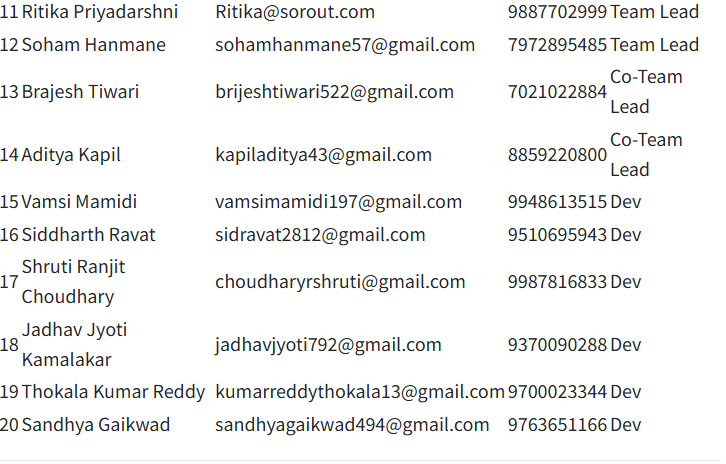 11 Ritika Priyadarshni Ritika@sorout.com 9887702999 Team Lead
12 Soham Hanmane sohamhanmane57@gmail.com 7972895485 Team Lead
13 Brajesh Tiwari brijeshtiwari522@gmail.com 7021022884 Co-Team
Lead
14 Aditya Kapil kapiladitya43@gmail.com 8859220800 Co-Team
Lead
15 Vamsi Mamidi vamsimamidi197@gmail.com 9948613515 Dev
16 Siddharth Ravat sidravat2812@gmail.com 9510695943 Dev
17 Shruti Ranjit
Choudhary choudharyrshruti@gmail.com 9987816833 Dev
18 Jadhav Jyoti
Kamalakar jadhavjyoti792@gmail.com 9370090288 Dev
19 Thokala Kumar Reddy kumarreddythokala13@gmail.com 9700023344 Dev
20 Sandhya Gaikwad sandhyagaikwad494@gmail.com 9763651166 Dev